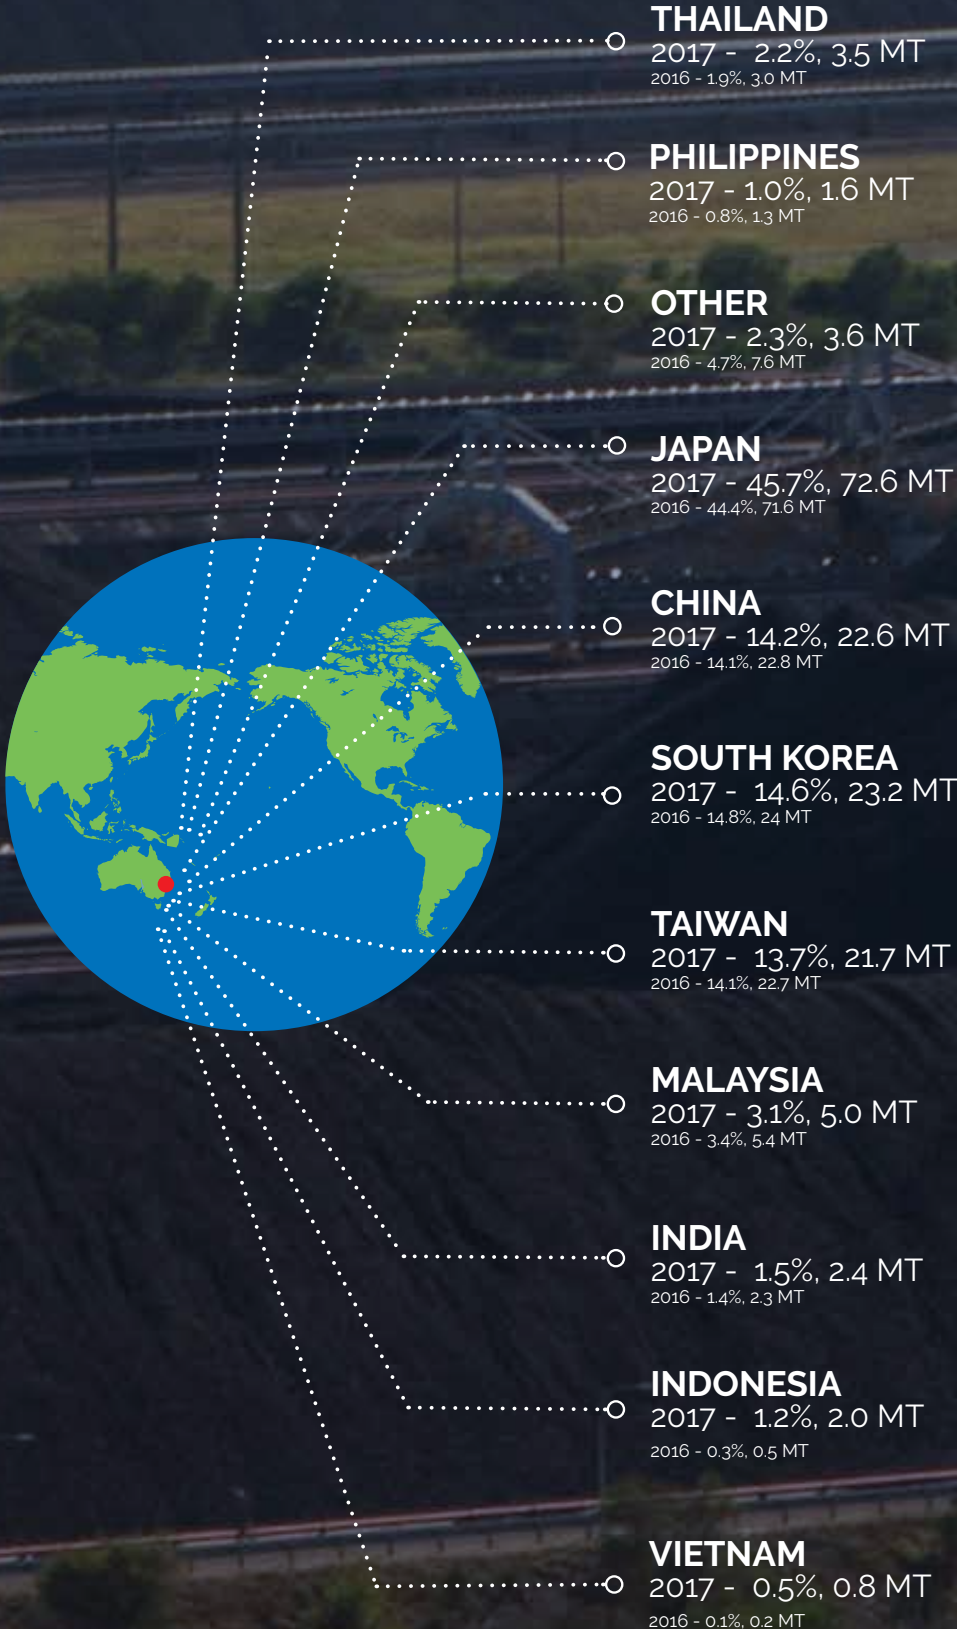 THAILAND
2017 - 2.2%, 3.5 MT
2016 - 1.9%, 3.0 MT
PHILIPPINES
2017 - 1.0%, 1.6 MT
2016 - 0.8%, 1.3 MT
OTHER
2017 - 2.3%, 3.6 MT
2016 - 4.7%, 7.6 MT
JAPAN
2017 - 45.7%, 72.6 MT
2016 - 44.4%, 71.6 MT
CHINA
2017 - 14.2%, 22.6 MT
2016 - 14.1%, 22.8 MT
SOUTH KOREA
2017 - 14.6%, 23.2 MT
2016 - 14.8%, 24 MT
TAIWAN
2017 - 13.7%, 21.7 MT
2016 - 14.1%, 22.7 MT
MALAYSIA
2017 - 3.1%, 5.0 MT
2016 - 3.4%, 5.4 MT
INDIA
2017 - 1.5%, 2.4 MT
2016 - 1.4%, 2.3 MT
INDONESIA
2017 - 1.2%, 2.0 MT
2016 - 0.3%, 0.5 MT
VIETNAM
2017 - 0.5%, 0.8 MT
2016 - 0.1%, 0.2 MT